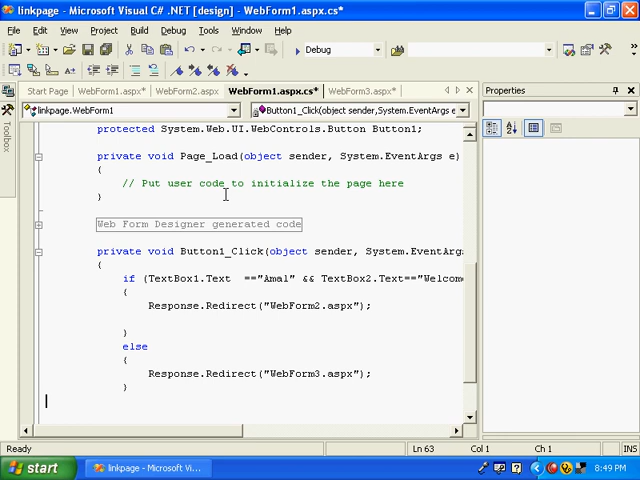 linkpage - Microsoft Visual C# .NET [design] - WebForm1.aspx.cs*
File Edit View Project Build Debug Tools Window Help
Debug
Start Page WebForm1.aspx* WebForm2.aspx WebForm1.aspx.cs* WebForm3.aspx*
linkpage.WebForm1 Button1_Click(object sender,System.EventArgs e
protected System.Web.UI.WebControls.Button Button1;
private void Page_Load(object sender, System.EventArgs e)
{
// Put user code to initialize the page here
}
Web Form Designer generated code
private void Button1_Click(object sender, System.EventArgs
{
if (TextBox1.Text =="Amal" && TextBox2.Text=="Welcome
{
Response.Redirect("WebForm2.aspx");
}
else
{
Response.Redirect("WebForm3.aspx");
}
Properties
Toolbox
Ready Ln 63 Col 1 Ch 1 INS
start linkpage - Microsoft Vi... 8:49 PM